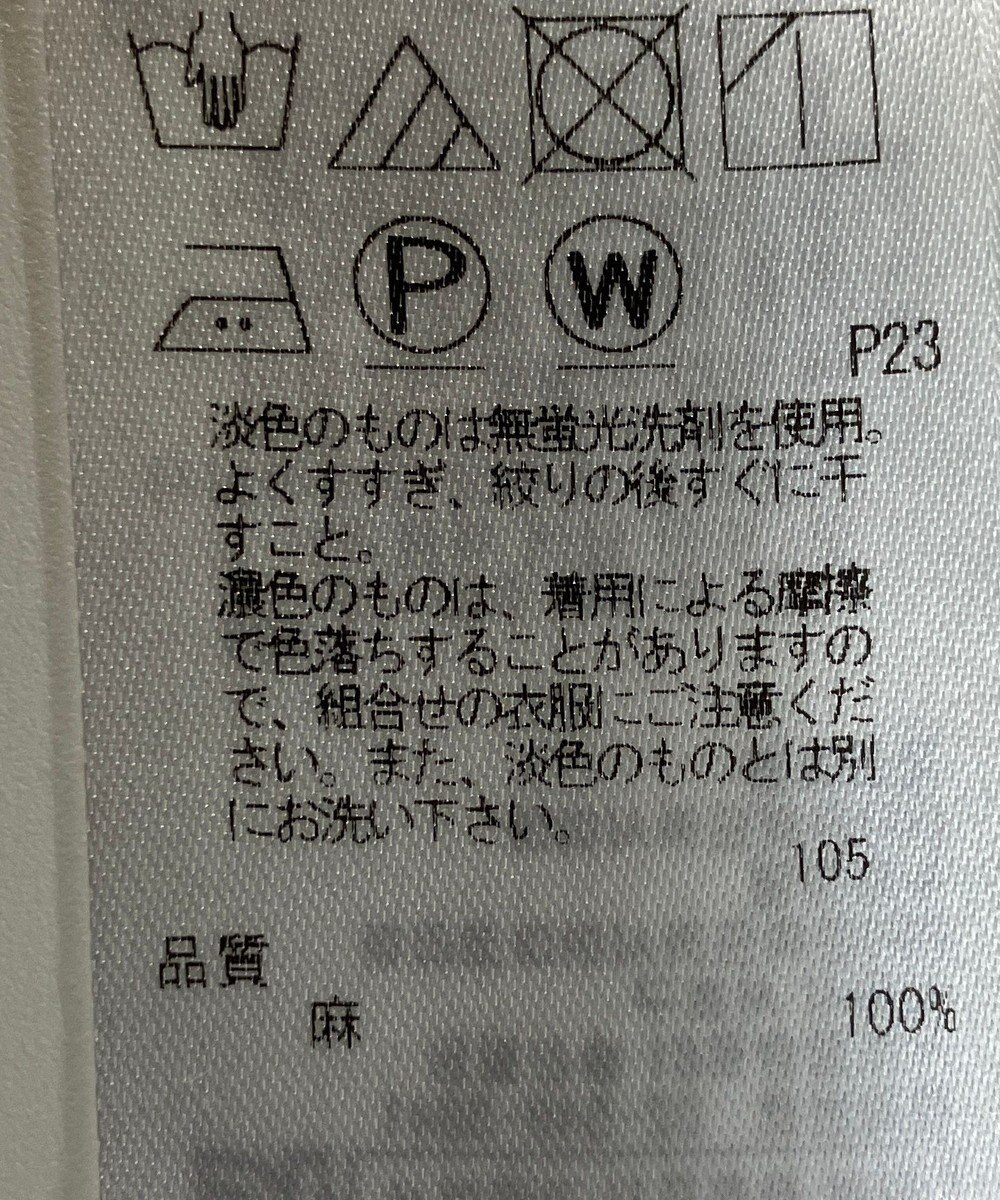 P W
P23
淡色のものは無蛍光洗剤を使用。
よくすすぎ、絞りの後すぐに干
すこと。
濃色のものは、着用による摩擦
で色落ちすることがありますの
で、組合せの衣服にご注意くだ
さい。また、淡色のものとは別
にお洗い下さい。
105
品質
麻 100%